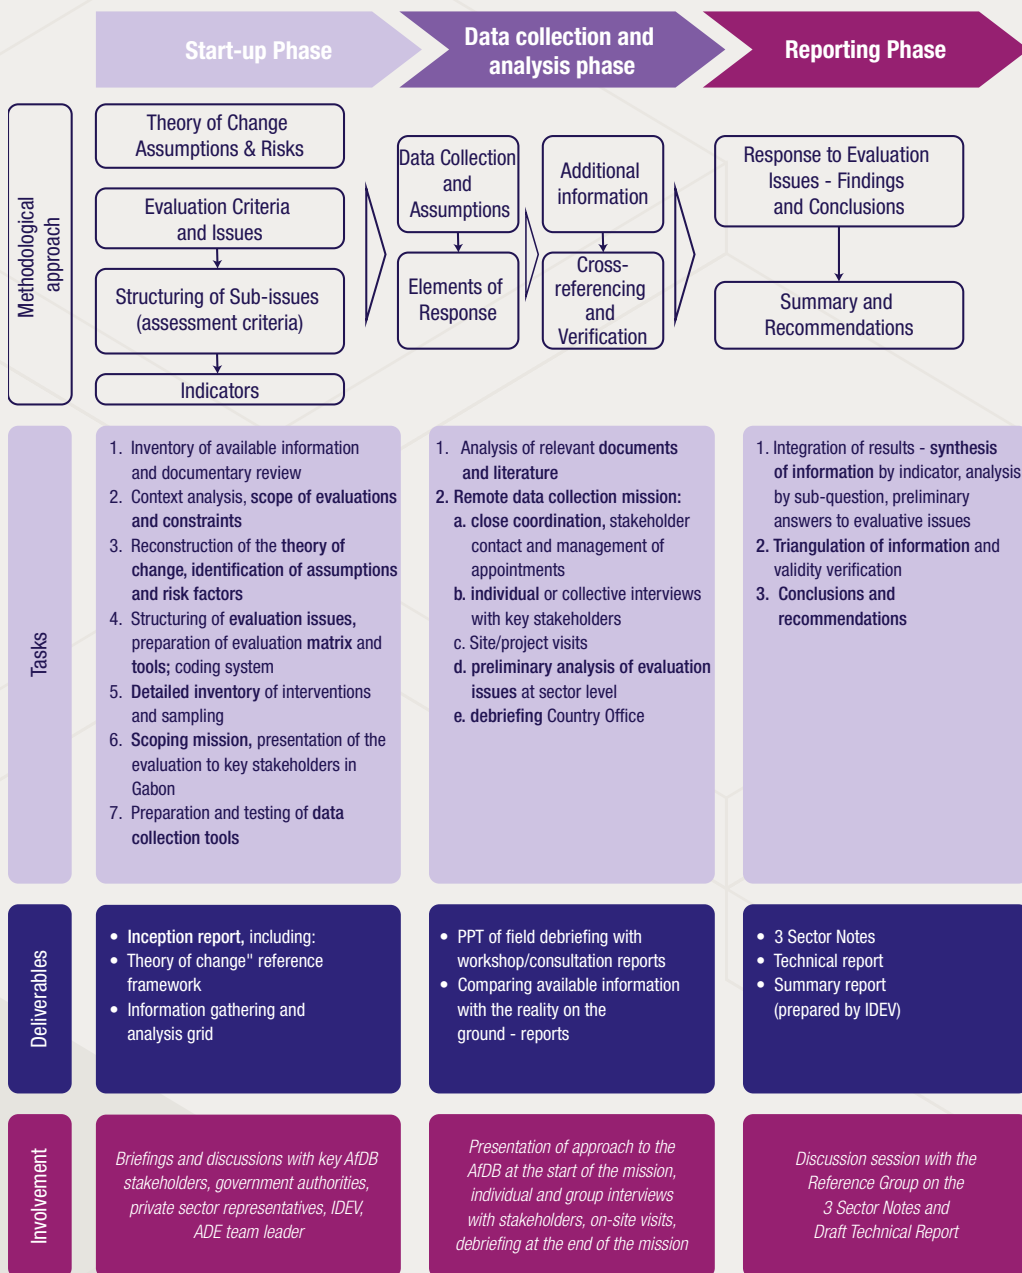 Start-up Phase
Data collection and
analysis phase
Reporting Phase
Methodological
approach
Theory of Change
Assumptions & Risks
Evaluation Criteria
and Issues
Structuring of Sub-issues
(assessment criteria)
Indicators
Data Collection
and
Assumptions
Elements of
Response
Additional
information
Cross-
referencing
and
Verification
Response to Evaluation
Issues - Findings
and Conclusions
Summary and
Recommendations
Tasks
1. Inventory of available information
and documentary review
2. Context analysis, scope of evaluations
and constraints
3. Reconstruction of the theory of
change, identification of assumptions
and risk factors
4. Structuring of evaluation issues,
preparation of evaluation matrix and
tools; coding system
5. Detailed inventory of interventions
and sampling
6. Scoping mission, presentation of the
evaluation to key stakeholders in
Gabon
7. Preparation and testing of data
collection tools
1. Analysis of relevant documents
and literature
2. Remote data collection mission:
a. close coordination, stakeholder
contact and management of
appointments
b. individual or collective interviews
with key stakeholders
c. Site/project visits
d. preliminary analysis of evaluation
issues at sector level
e. debriefing Country Office
1. Integration of results - synthesis
of information by indicator, analysis
by sub-question, preliminary
answers to evaluative issues
2. Triangulation of information and
validity verification
3. Conclusions and
recommendations
Deliverables
• Inception report, including:
• Theory of change" reference
framework
• Information gathering and
analysis grid
• PPT of field debriefing with
workshop/consultation reports
• Comparing available information
with the reality on the
ground - reports
• 3 Sector Notes
• Technical report
• Summary report
(prepared by IDEV)
Involvement
Briefings and discussions with key AfDB
stakeholders, government authorities,
private sector representatives, IDEV,
ADE team leader
Presentation of approach to the
AfDB at the start of the mission,
individual and group interviews
with stakeholders, on-site visits,
debriefing at the end of the mission
Discussion session with the
Reference Group on the
3 Sector Notes and
Draft Technical Report